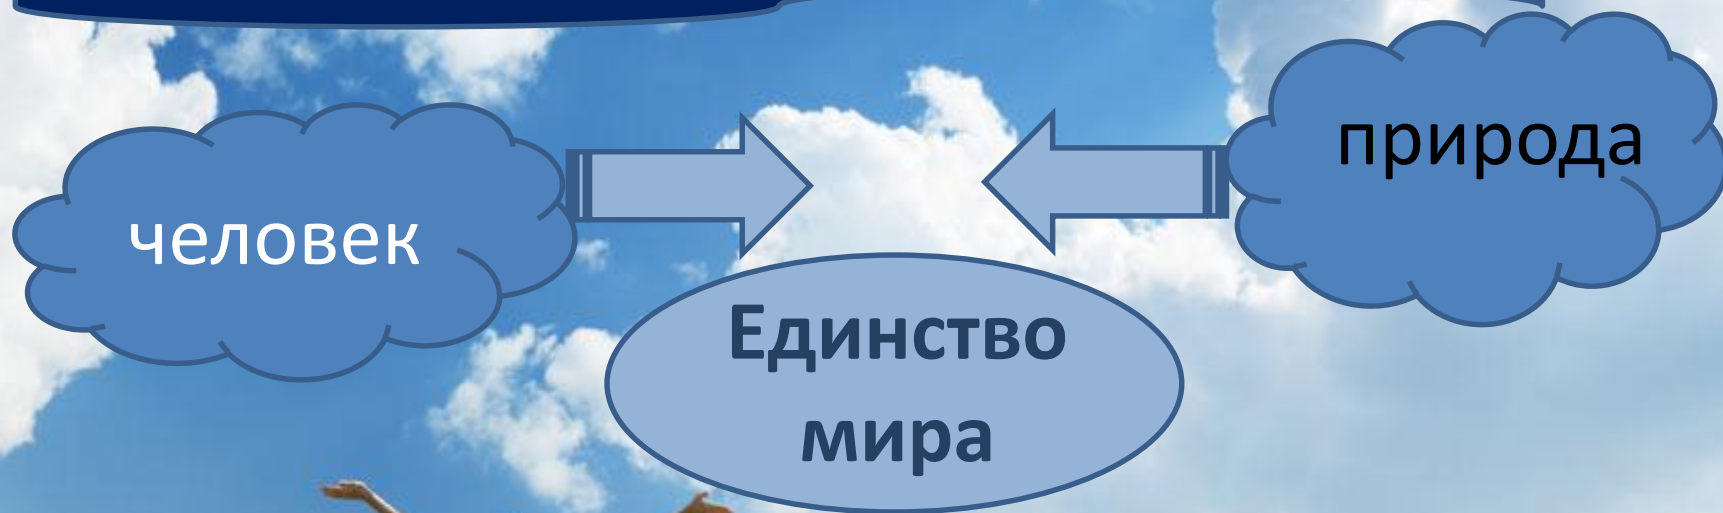 человек
природа
Единство
мира